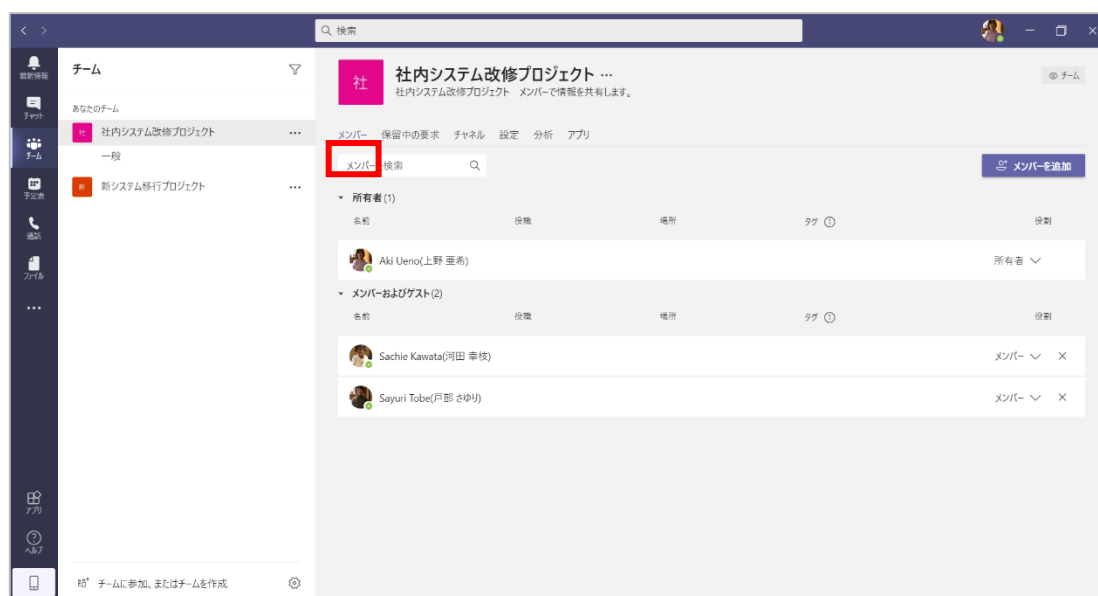 検索
最新情報
チャット
チーム
予定表
通話
ファイル
アプリ
ヘルプ
チーム
あなたのチーム
社 社内システム改修プロジェクト ...
一般
新 新システム移行プロジェクト ...
チームに参加、またはチームを作成
社 社内システム改修プロジェクト ...
社内システム改修プロジェクト メンバーで情報を共有します。
チーム
メンバー 保留中の要求 チャネル 設定 分析 アプリ
メンバー 検索
メンバーを追加
所有者(1)
名前 役職 場所 タグ 役割
Aki Ueno(上野 亜希) 所有者
メンバーおよびゲスト(2)
名前 役職 場所 タグ 役割
Sachie Kawata(河田 幸枝) メンバー
Sayuri Tobe(戸部 さゆり) メンバー